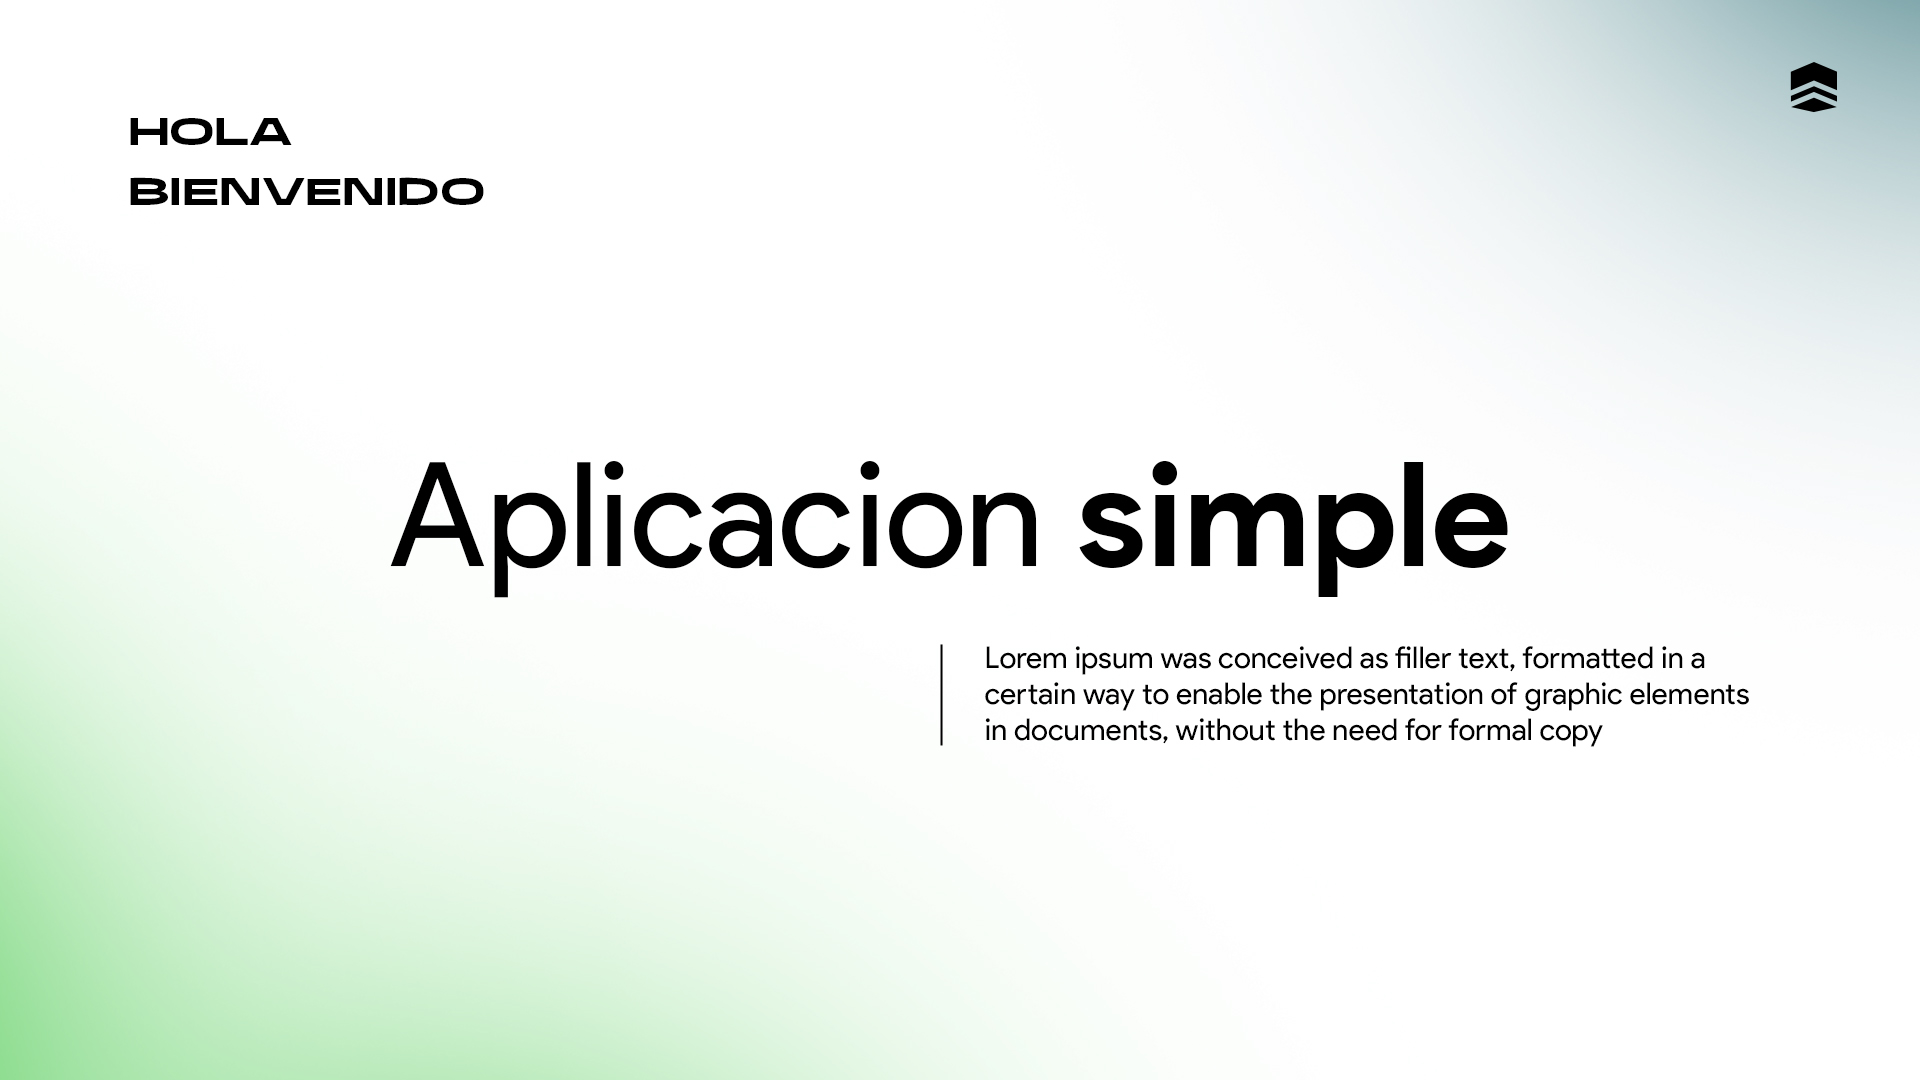 HOLA
BIENVENIDO
Aplicacion simple
Lorem ipsum was conceived as filler text, formatted in a
certain way to enable the presentation of graphic elements
in documents, without the need for formal copy